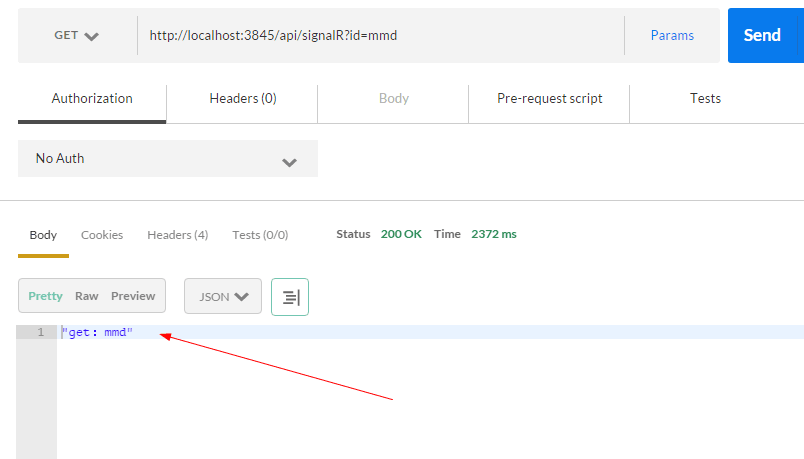 GET http://localhost:3845/api/signalR?id=mmd Params Send
Authorization Headers (0) Body Pre-request script Tests
No Auth
Body Cookies Headers (4) Tests (0/0) Status 200 OK Time 2372 ms
Pretty Raw Preview JSON
1 "get: mmd"